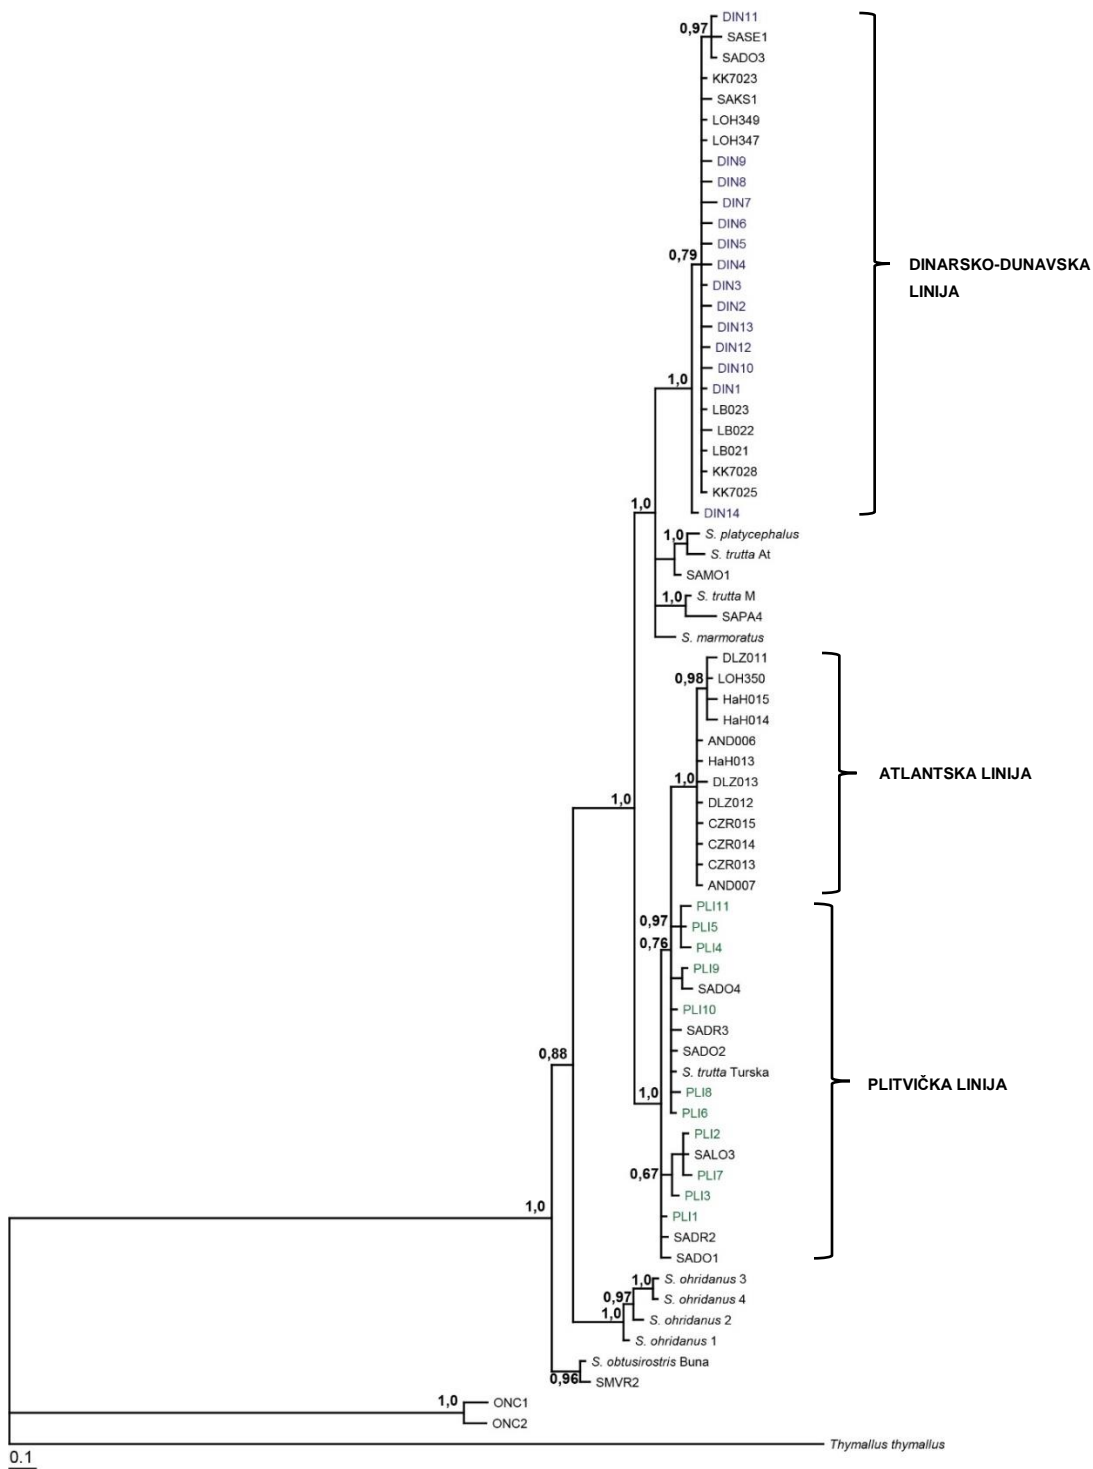 DIN11
0,97
SASE1
SADO3
KK7023
SAKS1
LOH349
LOH347
DIN9
DIN8
DIN7
DIN6
DIN5
0,79
DIN4
DINARSKO-DUNAVSKA
LINIJA
DIN3
DIN2
DIN13
DIN12
DIN10
1,0
DIN1
LB023
LB022
LB021
KK7028
KK7025
1,0
DIN14
S. platycephalus
1,0
S. trutta At
SAMO1
S. trutta M
1,0
SAPA4
S. marmoratus
DLZ011
0,98
LOH350
HaH015
HaH014
AND006
HaH013
1,0
DLZ013
ATLANTSKA LINIJA
1,0
DLZ012
CZR015
CZR014
CZR013
AND007
PLI11
0,97
PLI5
0,76
PLI4
PLI9
SADO4
PLI10
SADR3
0,88
SADO2
S. trutta Turska
1,0
PLI8
PLITVIČKA LINIJA
PLI6
PLI2
SALO3
0,67
PLI7
PLI3
1,0
PLI1
SADR2
SADO1
1,0
S. ohridanus 3
0,97
S. ohridanus 4
1,0
S. ohridanus 2
S. ohridanus 1
S. obtusirostris Buna
0,96
SMVR2
1,0
ONC1
ONC2
Thymallus thymallus
0.1